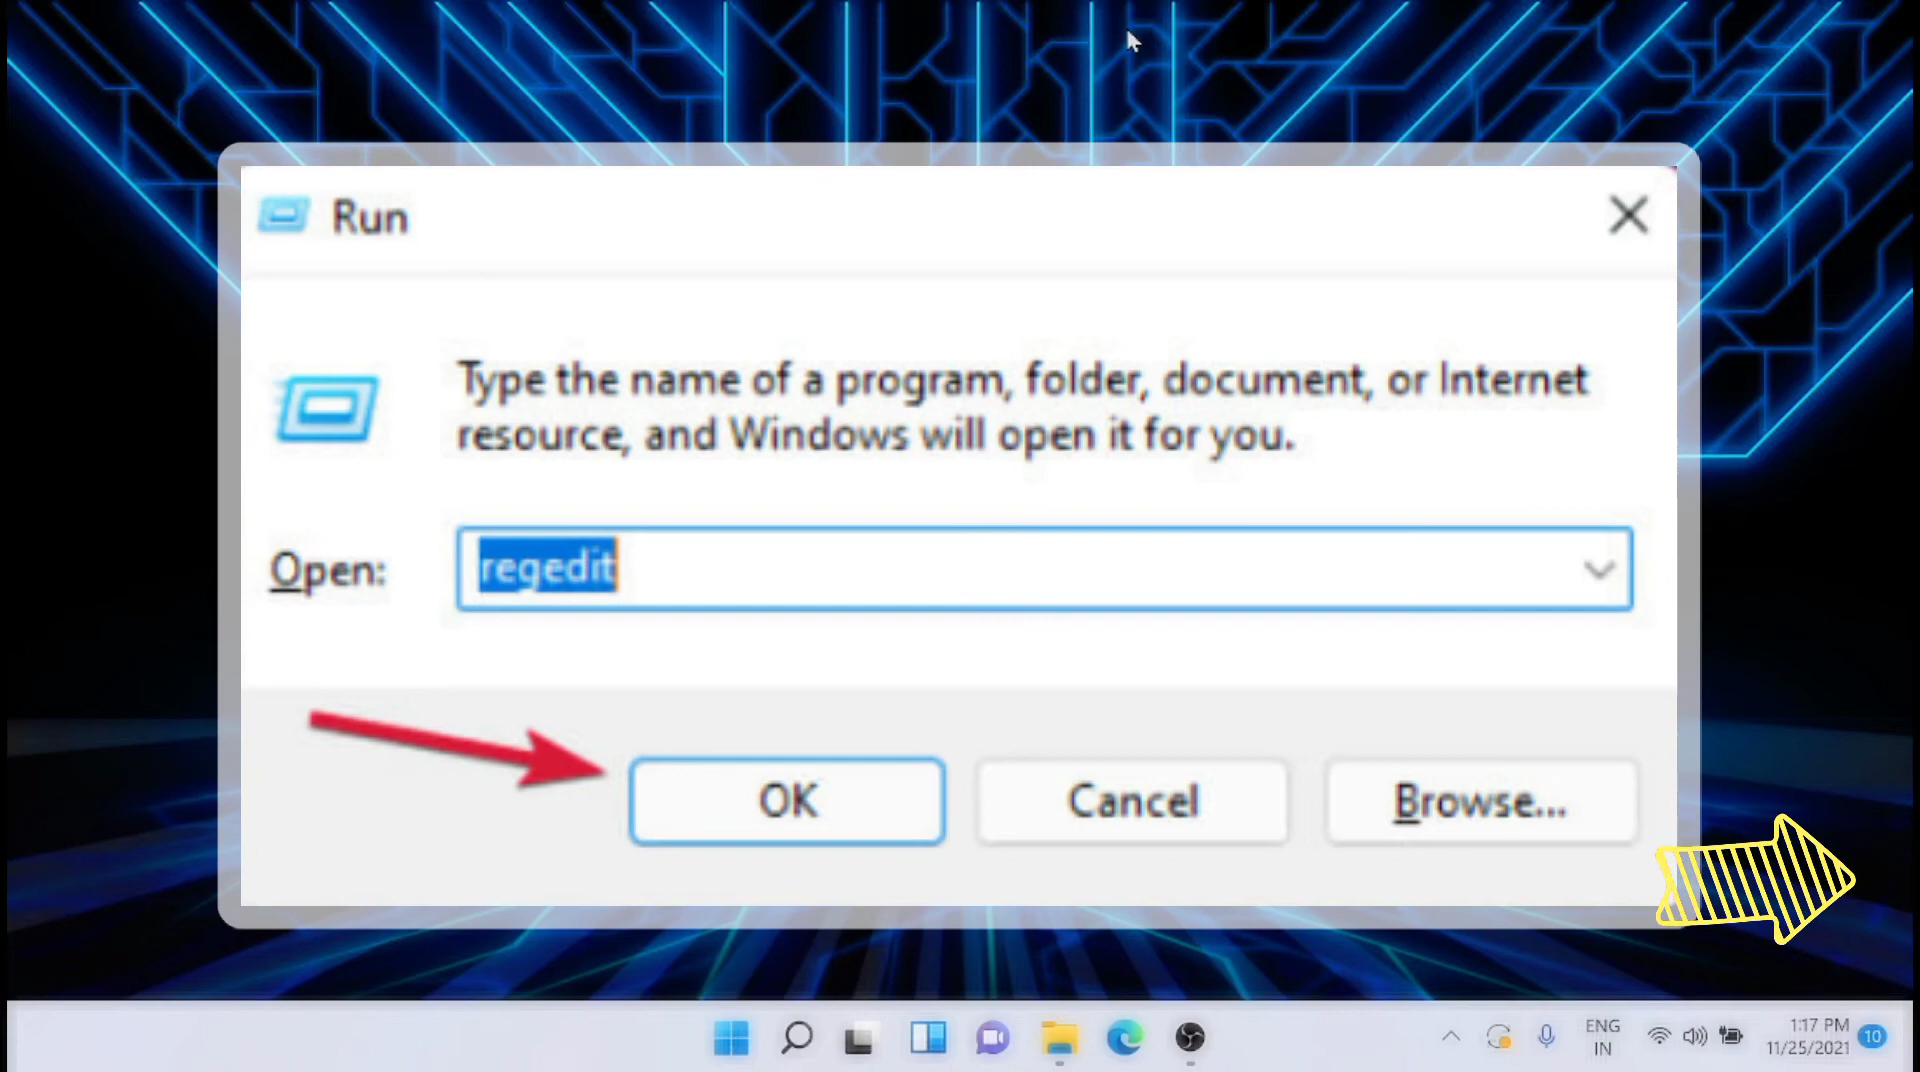 Run
Type the name of a program, folder, document, or Internet
resource, and Windows will open it for you.
Open:
regedit
OK
Cancel
Browse...
ENG
IN
1:17 PM
11/25/2021
10